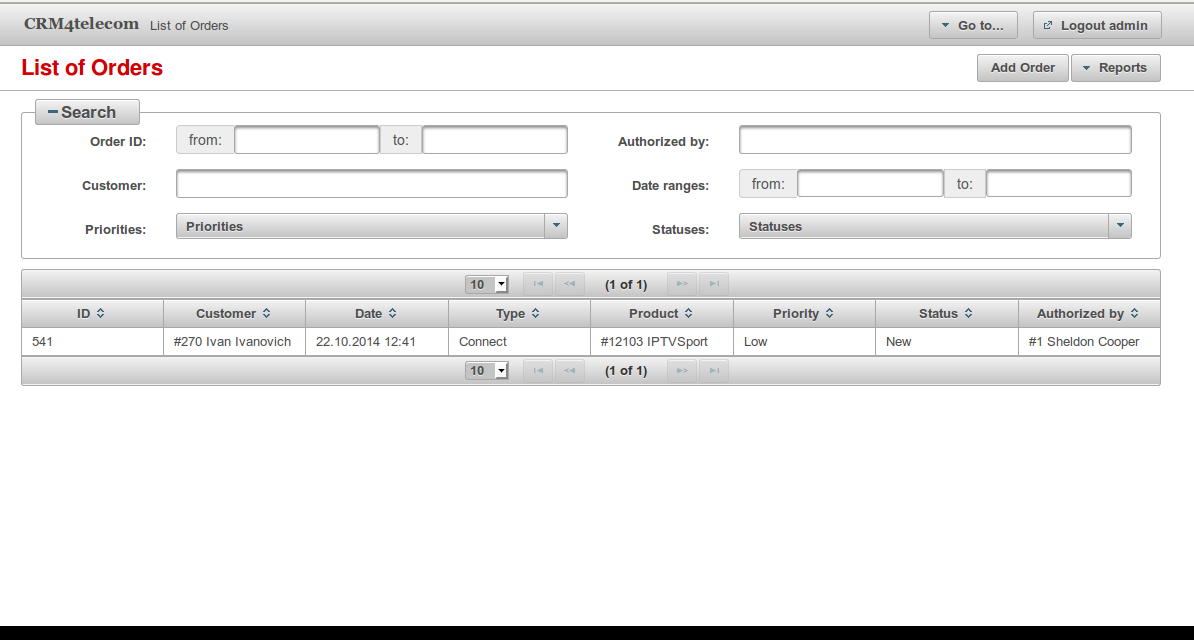 CRM4telecom List of Orders Go to... Logout admin
List of Orders Add Order Reports
Search
Order ID: from: to: Authorized by:
Customer: Date ranges: from: to:
Priorities: Priorities Statuses: Statuses
10 (1 of 1)
ID Customer Date Type Product Priority Status Authorized by
541 #270 Ivan Ivanovich 22.10.2014 12:41 Connect #12103 IPTVSport Low New #1 Sheldon Cooper
10 (1 of 1)